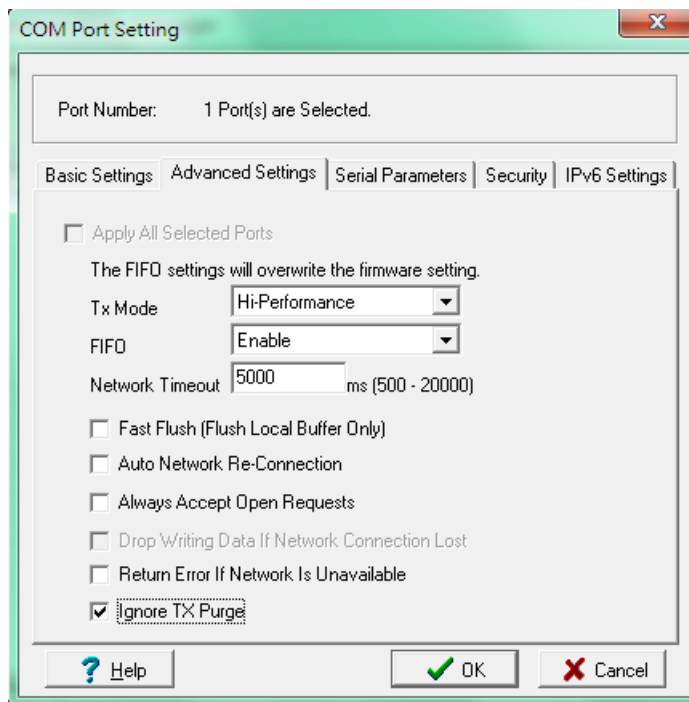 COM Port Setting
Port Number: 1 Port(s) are Selected.
Basic Settings Advanced Settings Serial Parameters Security IPv6 Settings
Apply All Selected Ports
The FIFO settings will overwrite the firmware setting.
Tx Mode Hi-Performance
FIFO Enable
Network Timeout 5000 ms (500 - 20000)
Fast Flush (Flush Local Buffer Only)
Auto Network Re-Connection
Always Accept Open Requests
Drop Writing Data If Network Connection Lost
Return Error If Network Is Unavailable
Ignore TX Purge
? Help OK Cancel